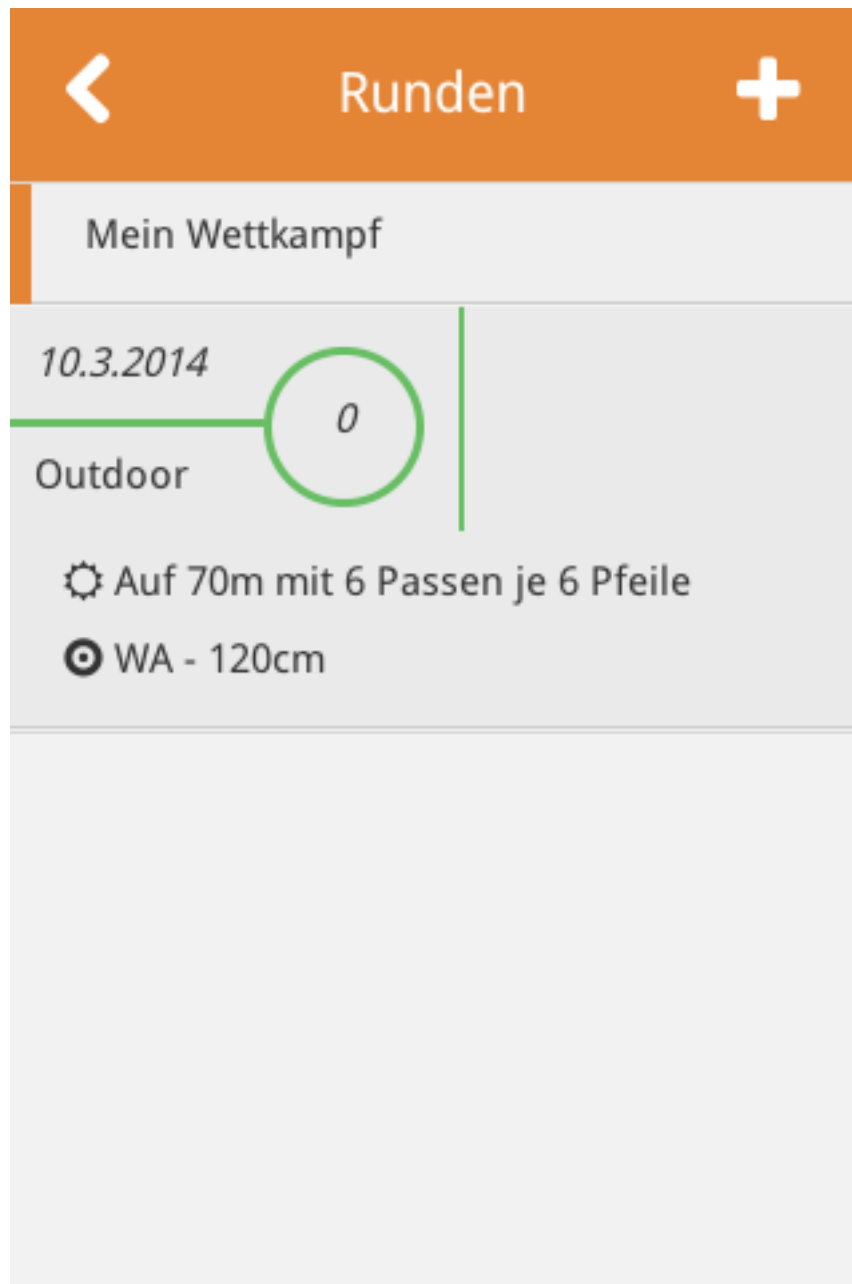 Runden
Mein Wettkampf
10.3.2014
0
Outdoor
Auf 70m mit 6 Passen je 6 Pfeile
WA - 120cm